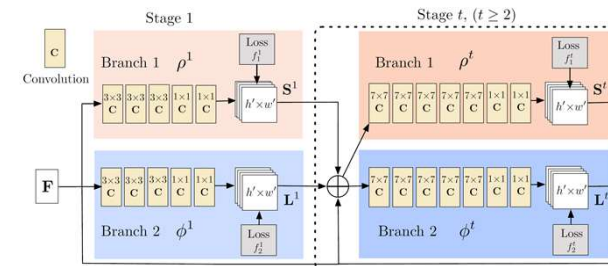 Stage 1
Stage t, (t ≥ 2)
C
Convolution
Branch 1 ρ¹
Loss
f₁¹
3×3 3×3 3×3 1×1 1×1
C C C C C
h′×w′
S¹
Branch 1 ρᵗ
Loss
f₁ᵗ
7×7 7×7 7×7 7×7 7×7 1×1 1×1
C C C C C C C
h′×w′
Sᵗ
F
3×3 3×3 3×3 1×1 1×1
C C C C C
h′×w′
L¹
Branch 2 φ¹
Loss
f₂¹
7×7 7×7 7×7 7×7 7×7 1×1 1×1
C C C C C C C
h′×w′
Lᵗ
Branch 2 φᵗ
Loss
f₂ᵗ